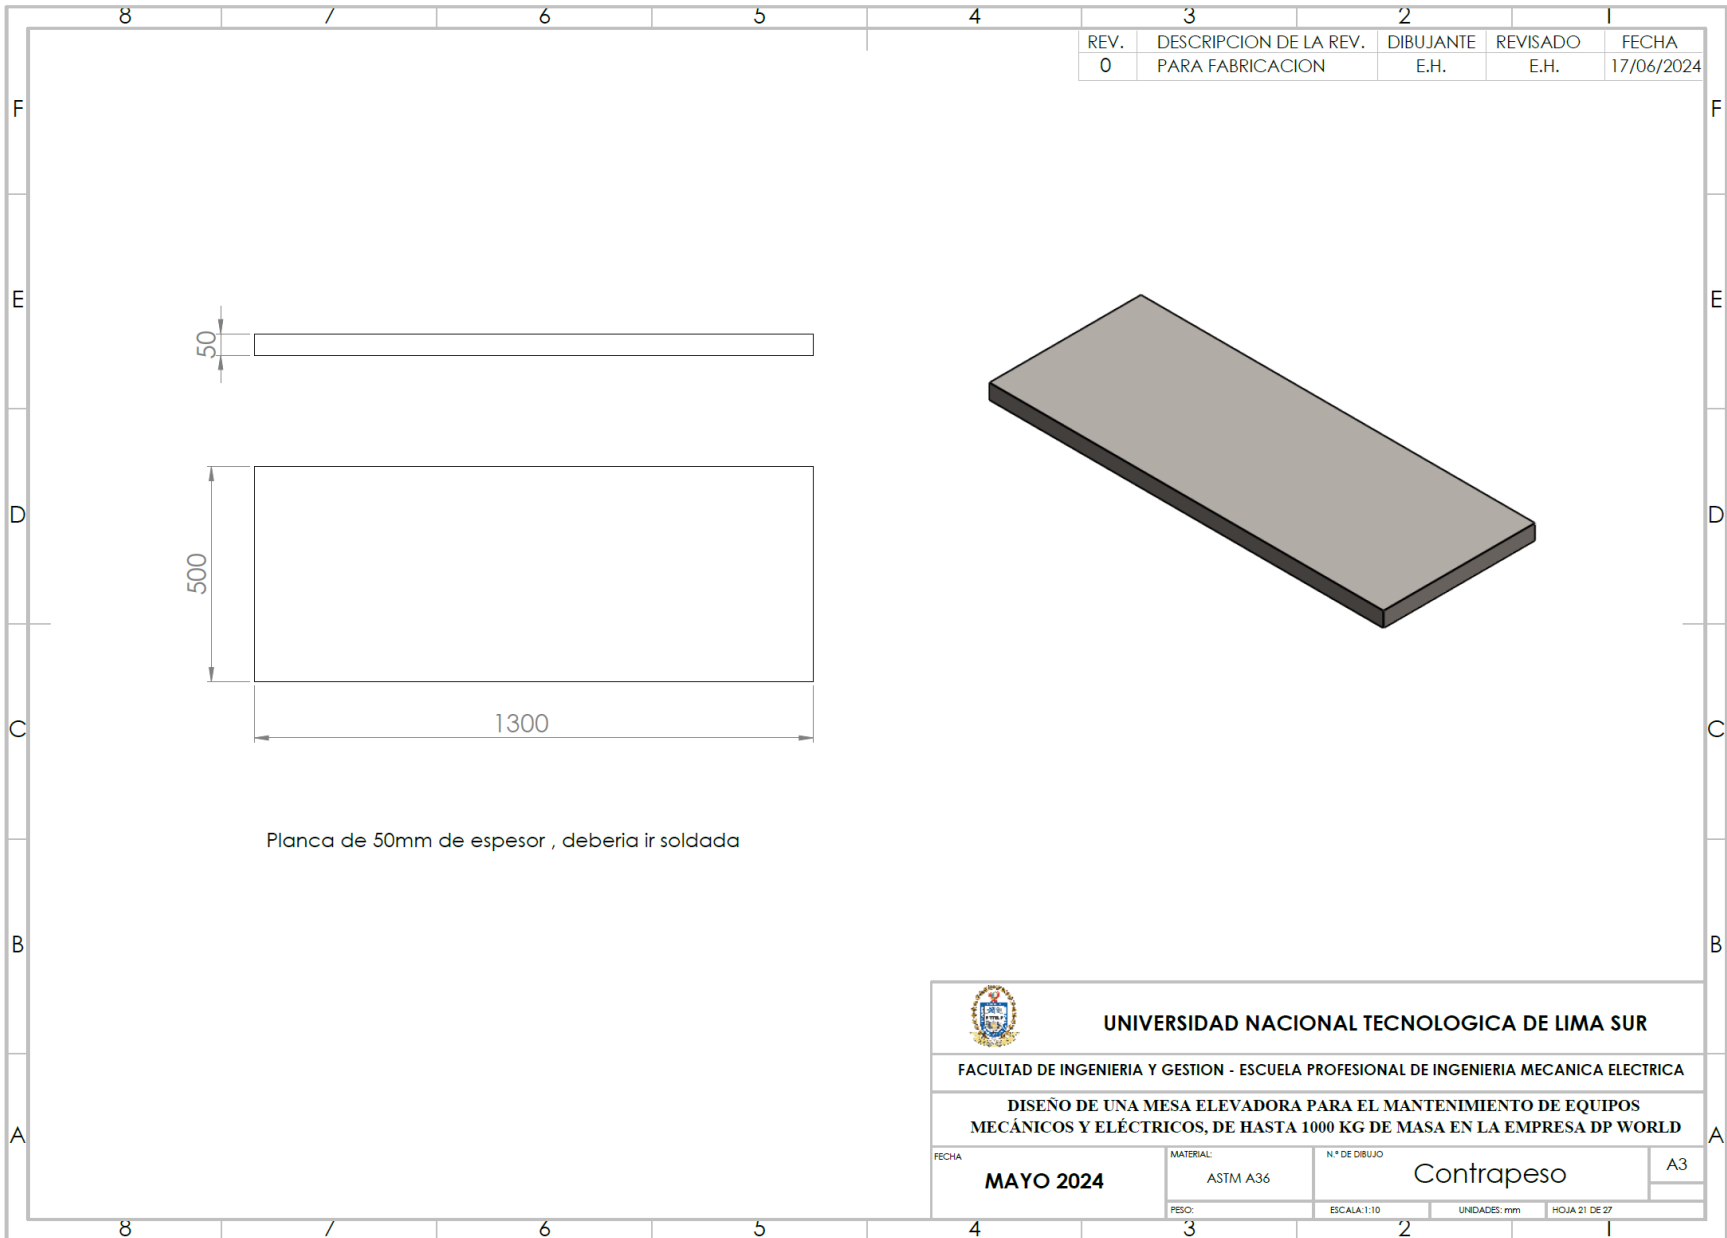 8 7 6 5 4 3 2 1
REV. DESCRIPCION DE LA REV. DIBUJANTE REVISADO FECHA
0 PARA FABRICACION E.H. E.H. 17/06/2024
F F
E E
50
D D
500
C C
1300
Planca de 50mm de espesor , deberia ir soldada
B B
UNIVERSIDAD NACIONAL TECNOLOGICA DE LIMA SUR
FACULTAD DE INGENIERIA Y GESTION - ESCUELA PROFESIONAL DE INGENIERIA MECANICA ELECTRICA
DISEÑO DE UNA MESA ELEVADORA PARA EL MANTENIMIENTO DE EQUIPOS
MECÁNICOS Y ELÉCTRICOS, DE HASTA 1000 KG DE MASA EN LA EMPRESA DP WORLD
A A
FECHA
MAYO 2024
MATERIAL:
ASTM A36
N.º DE DIBUJO
Contrapeso
A3
PESO:
ESCALA:1:10
UNIDADES: mm
HOJA 21 DE 27
8 7 6 5 4 3 2 1